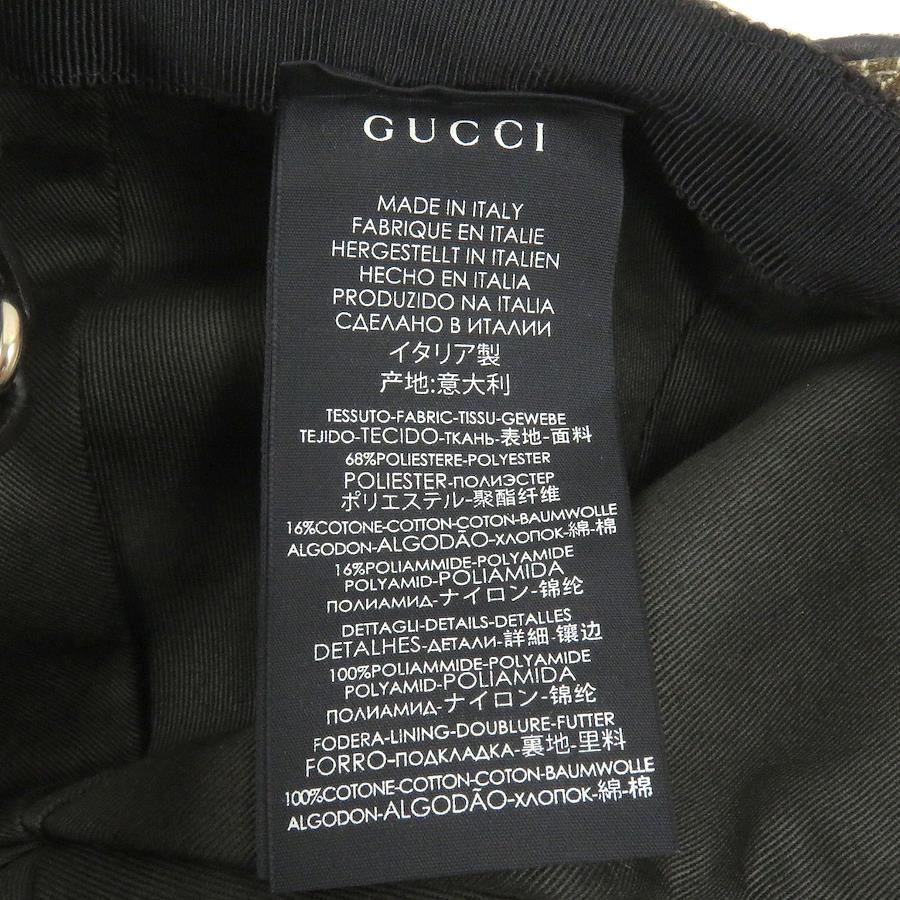 GUCCI
MADE IN ITALY
FABRIQUE EN ITALIE
HERGESTELLT IN ITALIEN
HECHO EN ITALIA
PRODUZIDO NA ITALIA
СДЕЛАНО В ИТАЛИИ
イタリア製
产地:意大利
TESSUTO-FABRIC-TISSU-GEWEBE
TEJIDO-TECIDO-ТКАНЬ-表地-面料
68%POLIESTERE-POLYESTER
POLIESTER-ПОЛИЭСТЕР
ポリエステル-聚酯纤维
16%COTONE-COTTON-COTON-BAUMWOLLE
ALGODON-ALGODÃO-ХЛОПОК-綿-棉
16%POLIAMMIDE-POLYAMIDE
POLYAMID-POLIAMIDA
ПОЛИАМИД-ナイロン-锦纶
DETTAGLI-DETAILS-DETALLES
DETALHES-ДЕТАЛИ-詳細-镶边
100%POLIAMMIDE-POLYAMIDE
POLYAMID-POLIAMIDA
ПОЛИАМИД-ナイロン-锦纶
FODERA-LINING-DOUBLURE-FUTTER
FORRO-ПОДКЛАДКА-裏地-里料
100%COTONE-COTTON-COTON-BAUMWOLLE
ALGODON-ALGODÃO-ХЛОПОК-綿-棉